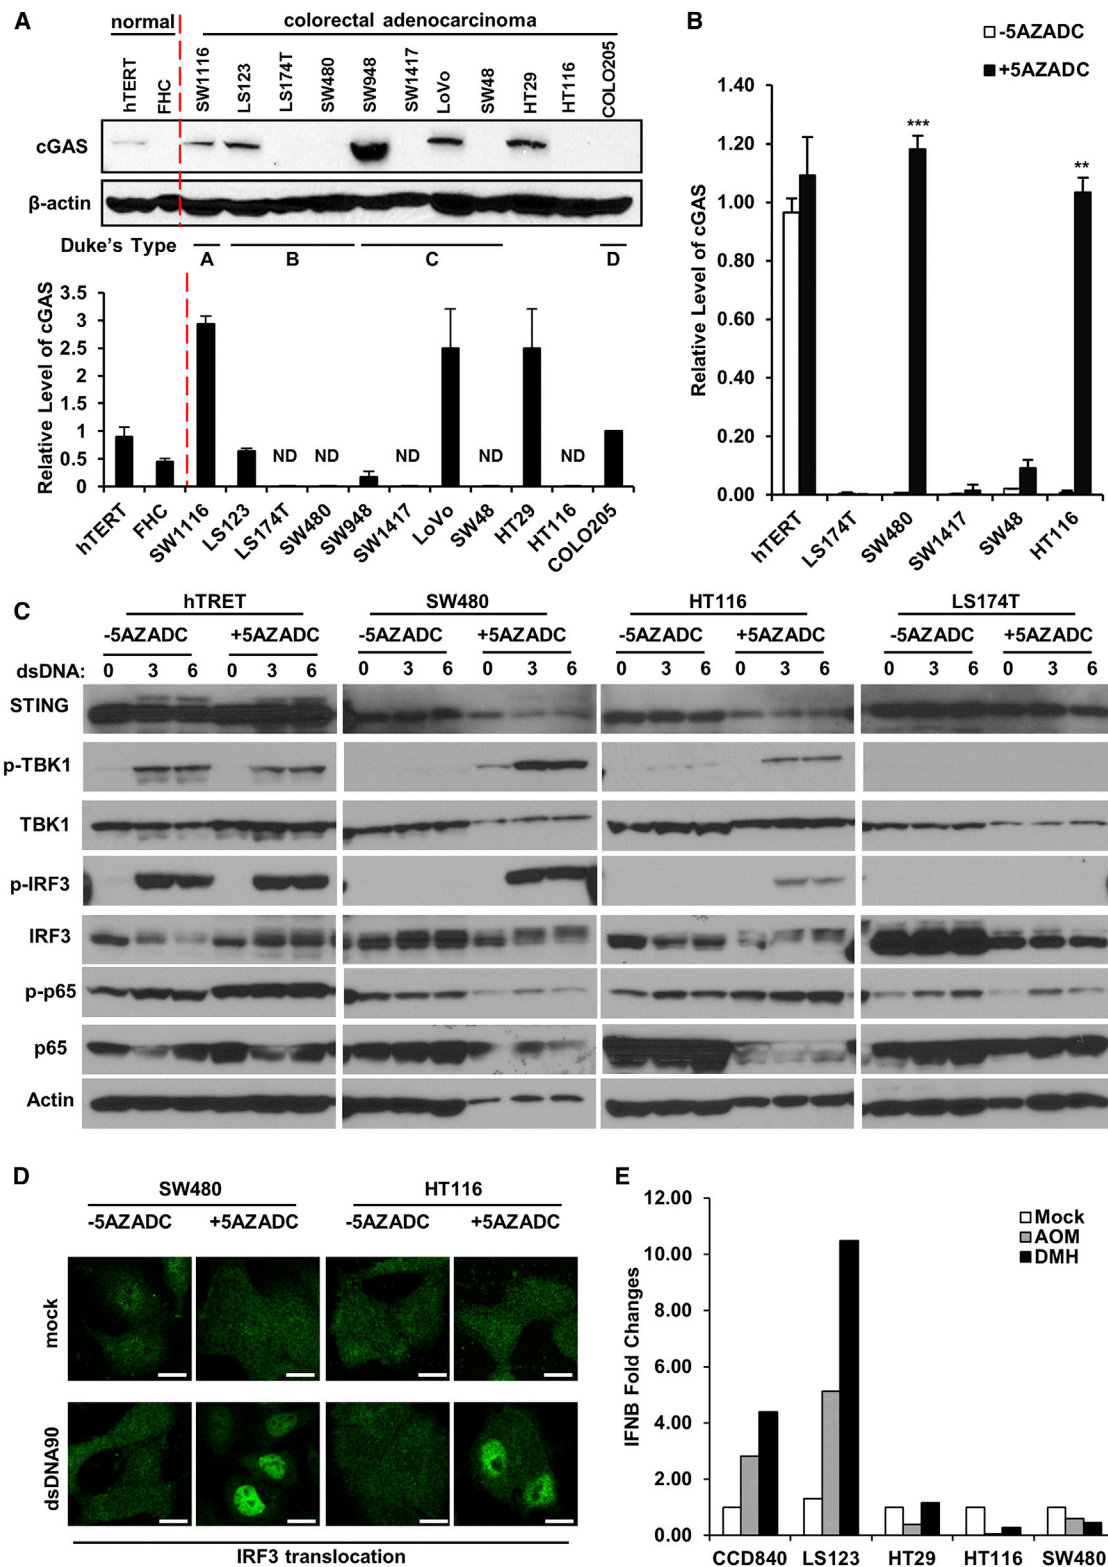 A
normal
colorectal adenocarcinoma
hTERT
FHC
SW1116
LS123
LS174T
SW480
SW948
SW1417
LoVo
SW48
HT29
HT116
COLO205
cGAS
β-actin
Duke's Type
A
B
C
D
Relative Level of cGAS
3.5
3
2.5
2
1.5
1
0.5
0
ND
ND
ND
ND
ND
hTERT
FHC
SW1116
LS123
LS174T
SW480
SW948
SW1417
LoVo
SW48
HT29
HT116
COLO205
B
-5AZADC
+5AZADC
Relative Level of cGAS
1.40
1.20
1.00
0.80
0.60
0.40
0.20
0.00
***
**
hTERT
LS174T
SW480
SW1417
SW48
HT116
C
hTRET
SW480
HT116
LS174T
-5AZADC +5AZADC -5AZADC +5AZADC -5AZADC +5AZADC -5AZADC +5AZADC
dsDNA: 0 3 6 0 3 6 0 3 6 0 3 6 0 3 6 0 3 6 0 3 6 0 3 6
STING
p-TBK1
TBK1
p-IRF3
IRF3
p-p65
p65
Actin
D
SW480
HT116
-5AZADC +5AZADC -5AZADC +5AZADC
mock
dsDNA90
IRF3 translocation
E
Mock
AOM
DMH
IFNB Fold Changes
12.00
10.00
8.00
6.00
4.00
2.00
0.00
CCD840 LS123 HT29 HT116 SW480